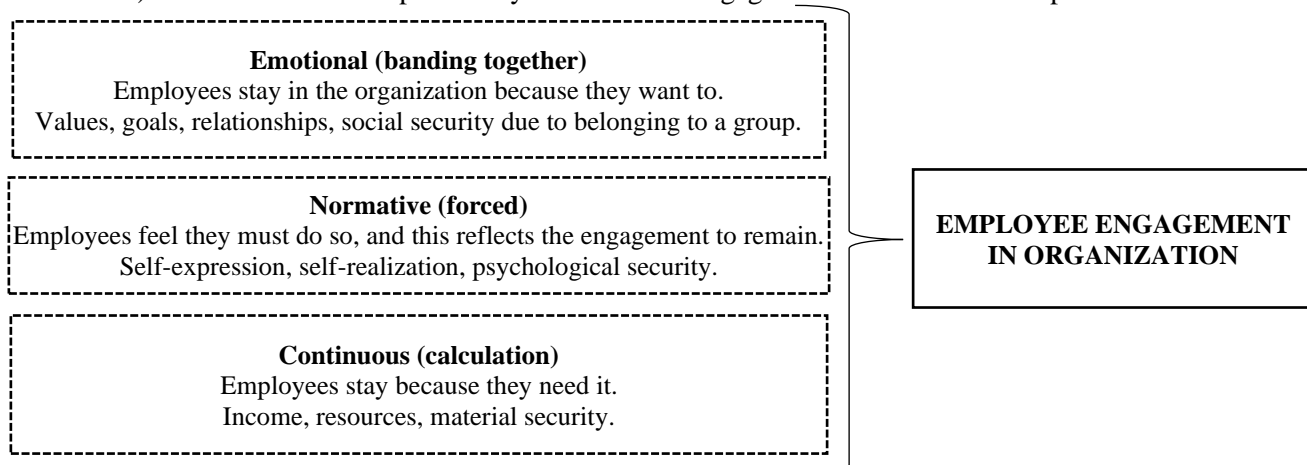 Emotional (banding together)
Employees stay in the organization because they want to.
Values, goals, relationships, social security due to belonging to a group.
Normative (forced)
Employees feel they must do so, and this reflects the engagement to remain.
Self-expression, self-realization, psychological security.
Continuous (calculation)
Employees stay because they need it.
Income, resources, material security.
EMPLOYEE ENGAGEMENT
IN ORGANIZATION